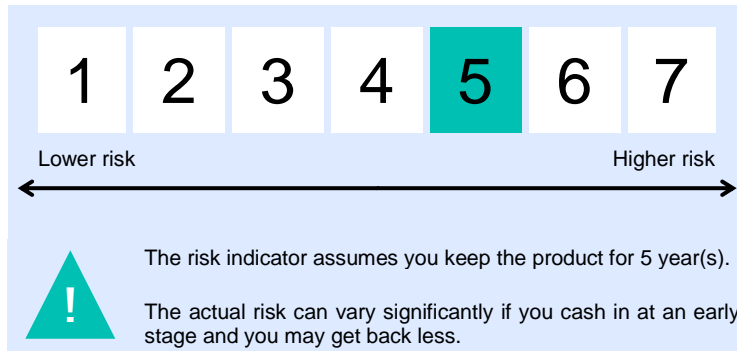 1 2 3 4 5 6 7
Lower risk Higher risk
The risk indicator assumes you keep the product for 5 year(s).
!
The actual risk can vary significantly if you cash in at an early
stage and you may get back less.